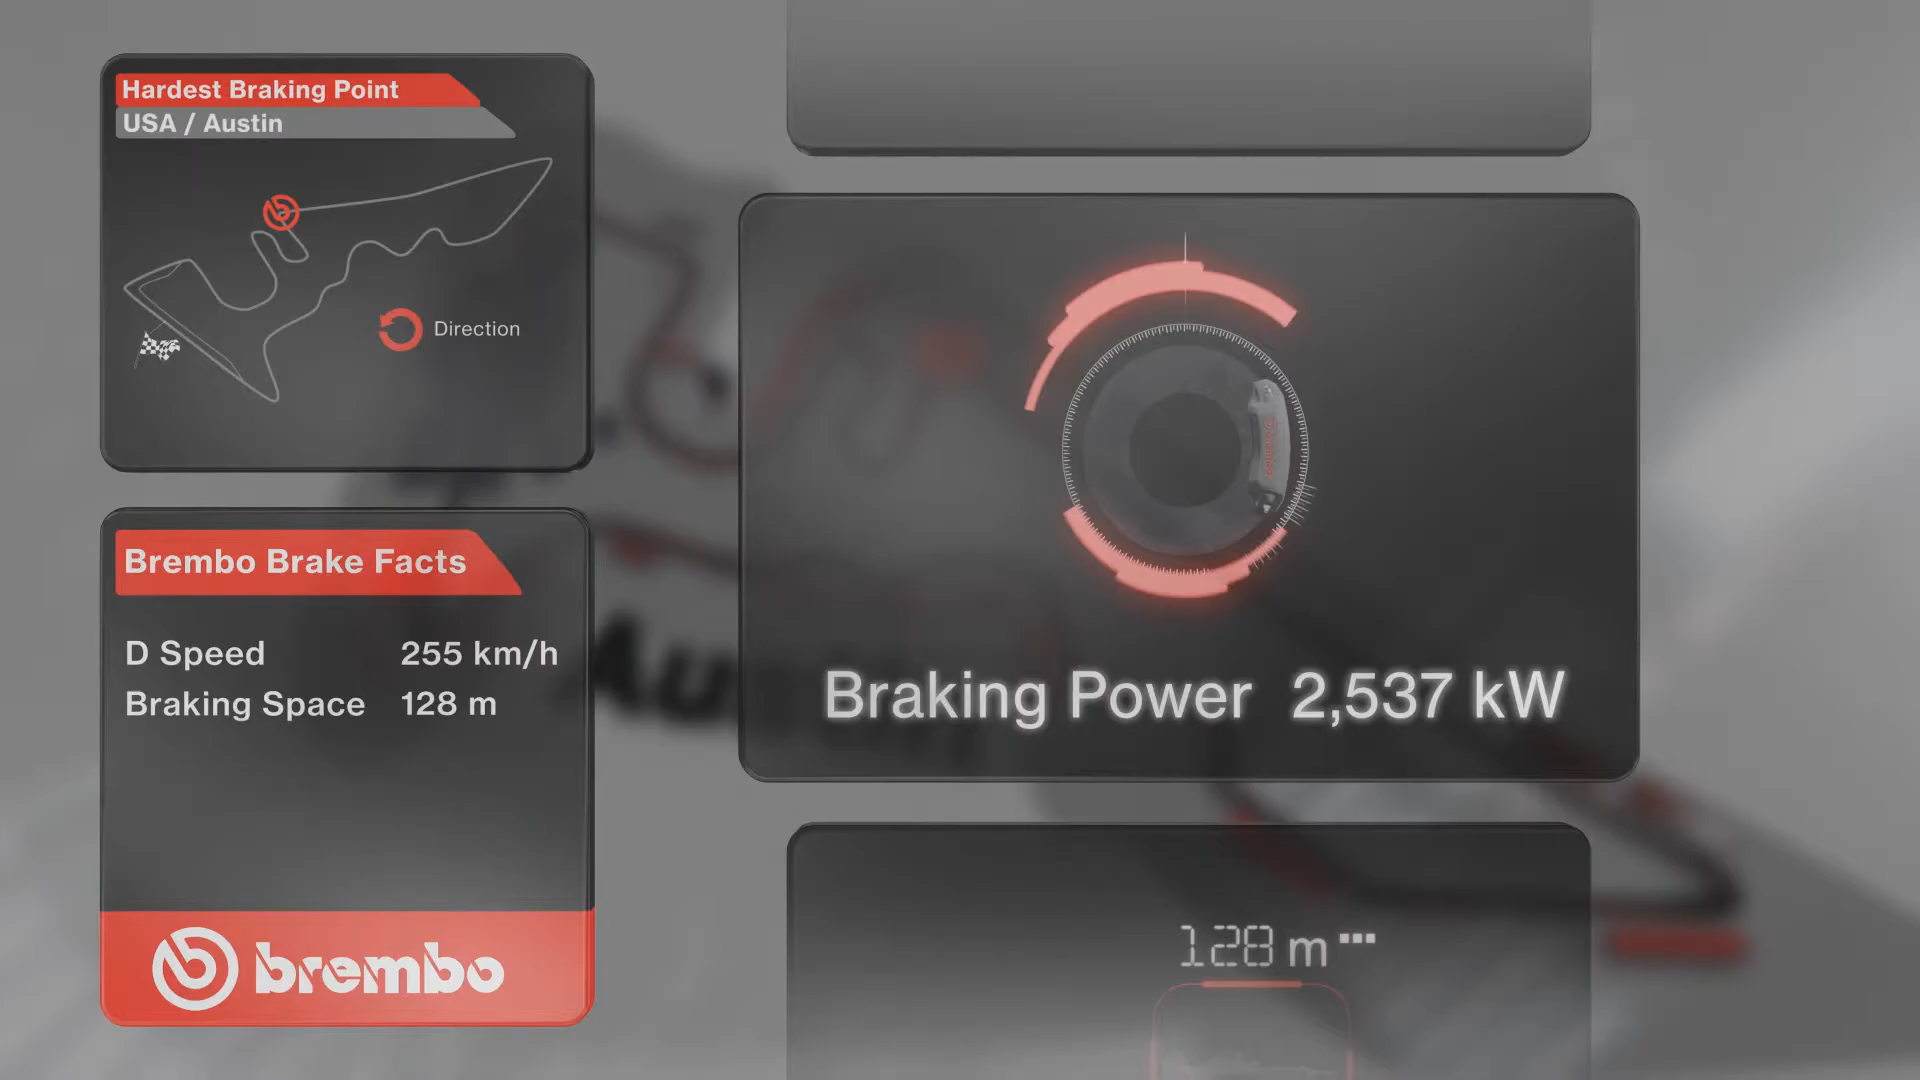 Hardest Braking Point
USA / Austin
Direction
Brembo Brake Facts
D Speed 255 km/h
Braking Space 128 m
brembo
Braking Power 2,537 kW
128 m